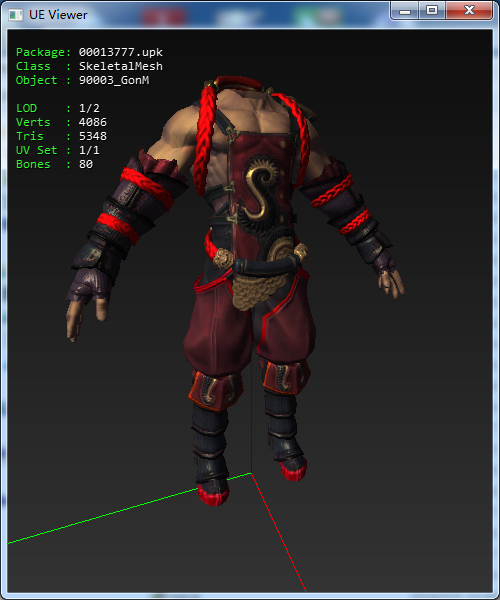 UE Viewer
Package: 00013777.upk
Class : SkeletalMesh
Object : 90003_GonM
LOD : 1/2
Verts : 4086
Tris : 5348
UV Set : 1/1
Bones : 80